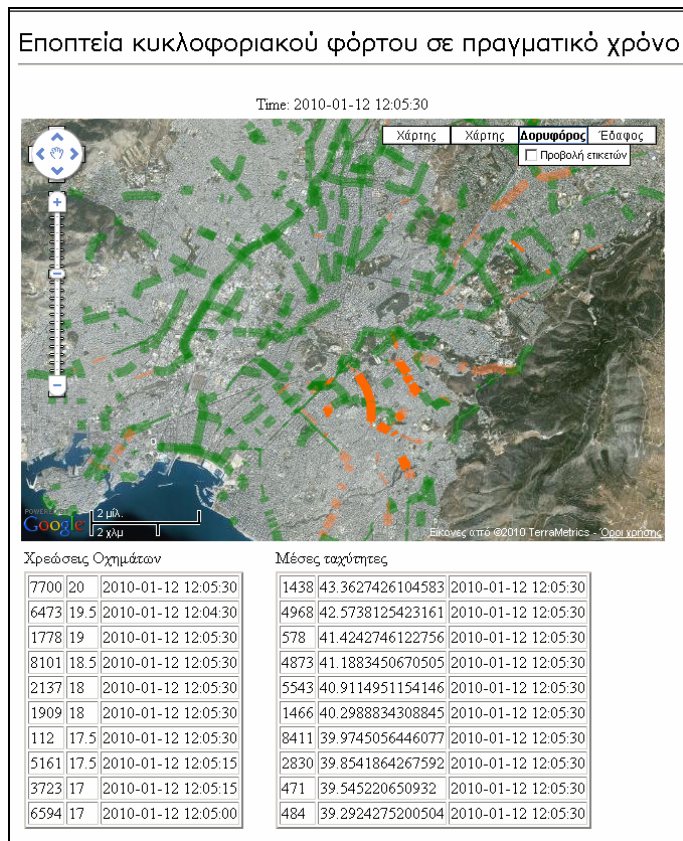 Εποπτεία κυκλοφοριακού φόρτου σε πραγματικό χρόνο
Time: 2010-01-12 12:05:30
Χάρτης Χάρτης Δορυφόρος Έδαφος
Προβολή ετικετών
POWERED BY
Google
2 μίλ.
2 χλμ
Εικόνες από ©2010 TerraMetrics - Όροι χρήσης
Χρεώσεις Οχημάτων
7700 20 2010-01-12 12:05:30
6473 19.5 2010-01-12 12:04:30
1778 19 2010-01-12 12:05:30
8101 18.5 2010-01-12 12:05:30
2137 18 2010-01-12 12:05:30
1909 18 2010-01-12 12:05:30
112 17.5 2010-01-12 12:05:30
5161 17.5 2010-01-12 12:05:15
3723 17 2010-01-12 12:05:15
6594 17 2010-01-12 12:05:00
Μέσες ταχύτητες
1438 43.3627426104583 2010-01-12 12:05:30
4968 42.5738125423161 2010-01-12 12:05:30
578 41.4242746122756 2010-01-12 12:05:30
4873 41.1883450670505 2010-01-12 12:05:30
5543 40.9114951154146 2010-01-12 12:05:30
1466 40.2988834308845 2010-01-12 12:05:30
8411 39.9745056446077 2010-01-12 12:05:30
2830 39.8541864267592 2010-01-12 12:05:30
471 39.545220650932 2010-01-12 12:05:30
484 39.2924275200504 2010-01-12 12:05:30